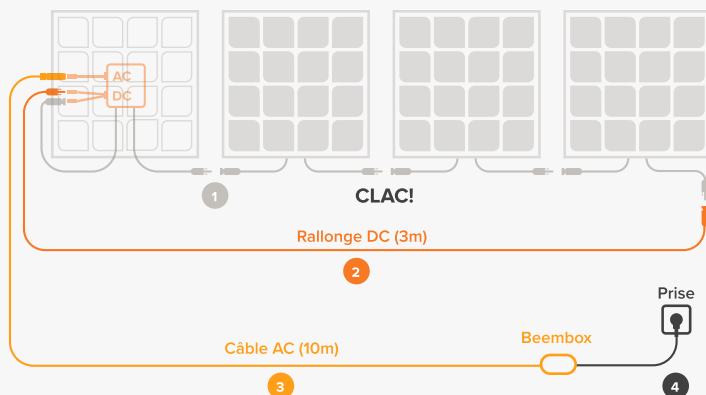 AC
DC
1
CLAC!
Rallonge DC (3m)
2
Prise
Beembox
Câble AC (10m)
3
4